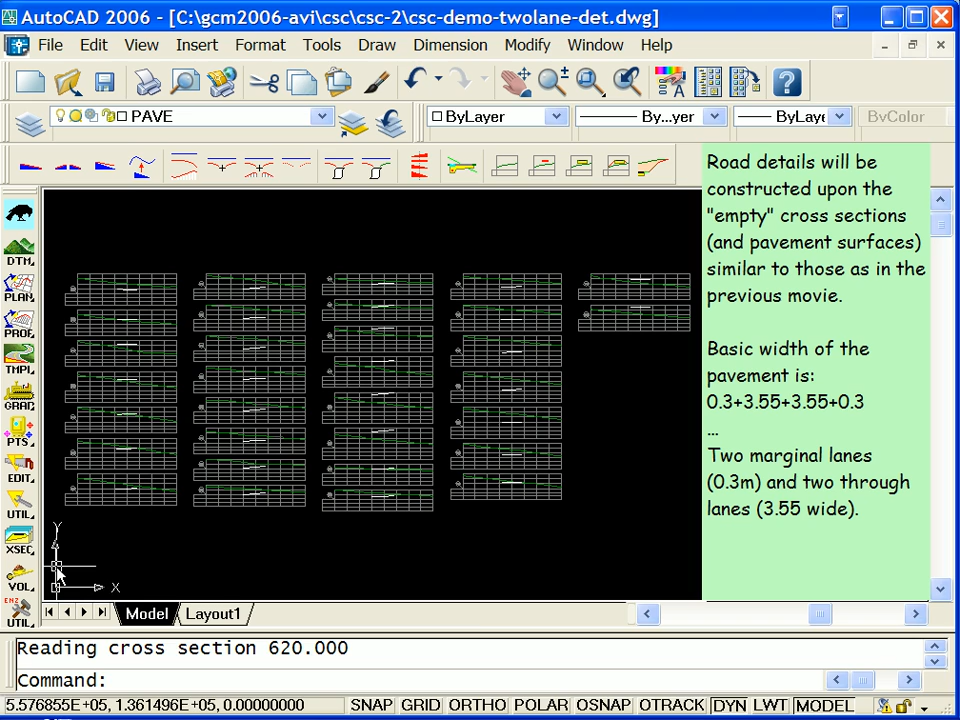 AutoCAD 2006 - [C:\gcm2006-avi\csc\csc-2\csc-demo-twolane-det.dwg]
File Edit View Insert Format Tools Draw Dimension Modify Window Help
PAVE
ByLayer
By...yer
ByLaye
ByColor
Road details will be
constructed upon the
"empty" cross sections
(and pavement surfaces)
similar to those as in the
previous movie.
Basic width of the
pavement is:
0.3+3.55+3.55+0.3
...
Two marginal lanes
(0.3m) and two through
lanes (3.55 wide).
DTM
PLAN
PROF
TMPL
GRAD
PTS
EDIT
UTIL
XSEC
VOL
ENZ
UTIL
Y
X
Model Layout1
Reading cross section 620.000
Command:
5.576855E+05, 1.361496E+05, 0.00000000 SNAP GRID ORTHO POLAR OSNAP OTRACK DYN LWT MODEL